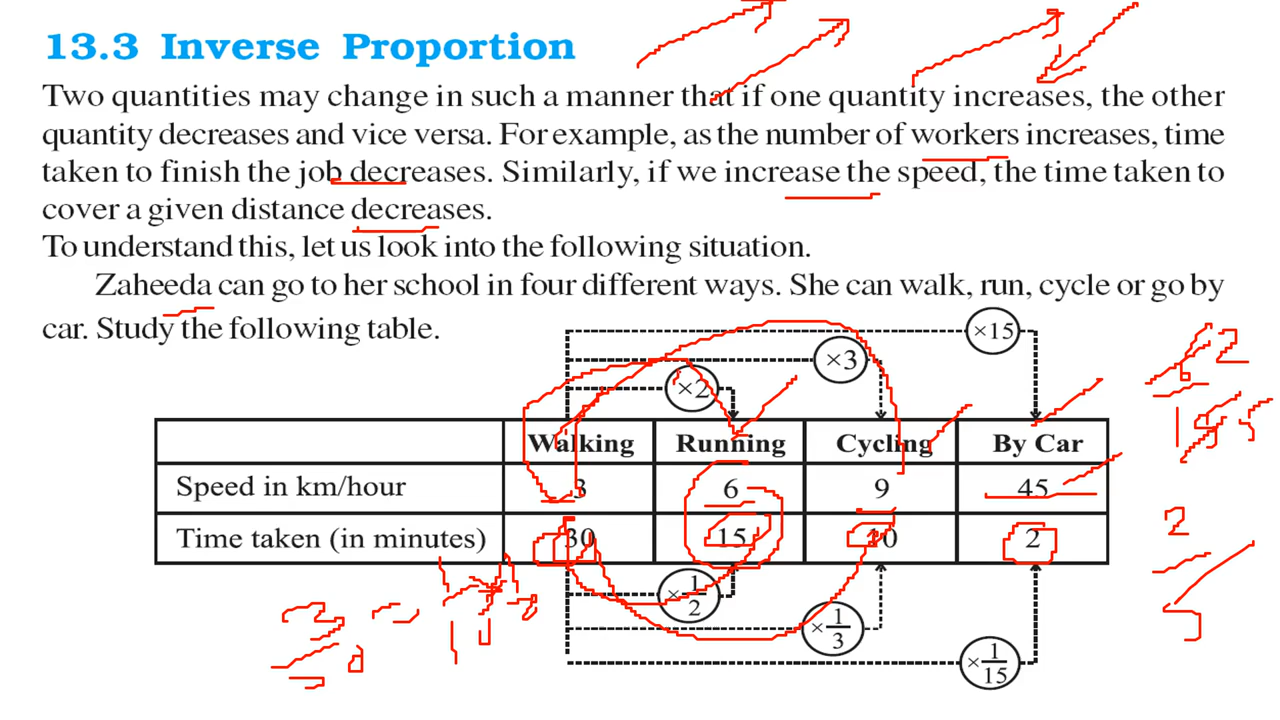 13.3 Inverse Proportion
Two quantities may change in such a manner that if one quantity increases, the other
quantity decreases and vice versa. For example, as the number of workers increases, time
taken to finish the job decreases. Similarly, if we increase the speed, the time taken to
cover a given distance decreases.
To understand this, let us look into the following situation.
Zaheeda can go to her school in four different ways. She can walk, run, cycle or go by
car. Study the following table.
×15
×3
×2
Walking Running Cycling By Car
Speed in km/hour 3 6 9 45
Time taken (in minutes) 30 15 10 2
× 1/2
× 1/3
× 1/15